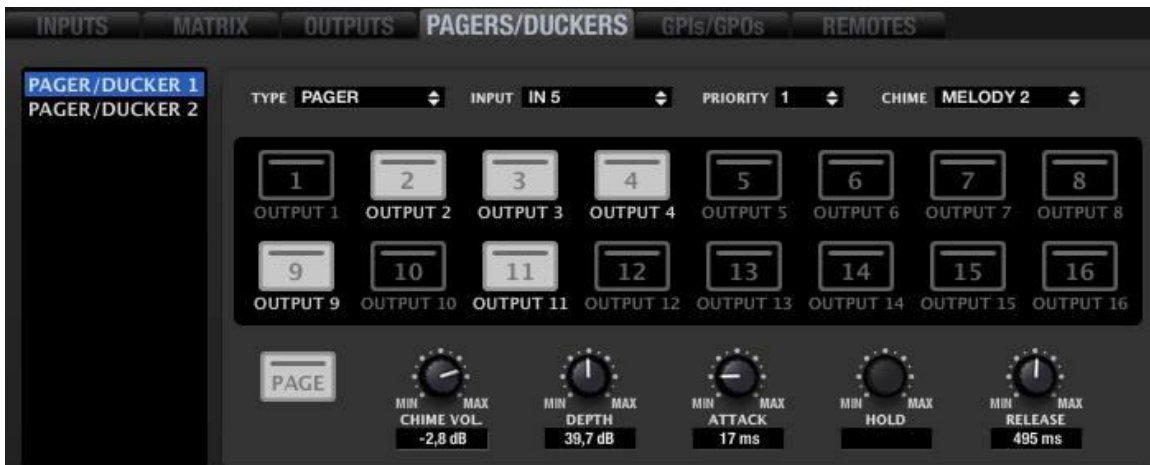 INPUTS MATRIX OUTPUTS PAGERS/DUCKERS GPIs/GPOs REMOTES
PAGER/DUCKER 1
PAGER/DUCKER 2
TYPE PAGER INPUT IN 5 PRIORITY 1 CHIME MELODY 2
1 2 3 4 5 6 7 8
OUTPUT 1 OUTPUT 2 OUTPUT 3 OUTPUT 4 OUTPUT 5 OUTPUT 6 OUTPUT 7 OUTPUT 8
9 10 11 12 13 14 15 16
OUTPUT 9 OUTPUT 10 OUTPUT 11 OUTPUT 12 OUTPUT 13 OUTPUT 14 OUTPUT 15 OUTPUT 16
PAGE
MIN MAX MIN MAX MIN MAX MIN MAX MIN MAX
CHIME VOL. DEPTH ATTACK HOLD RELEASE
-2,8 dB 39,7 dB 17 ms 495 ms